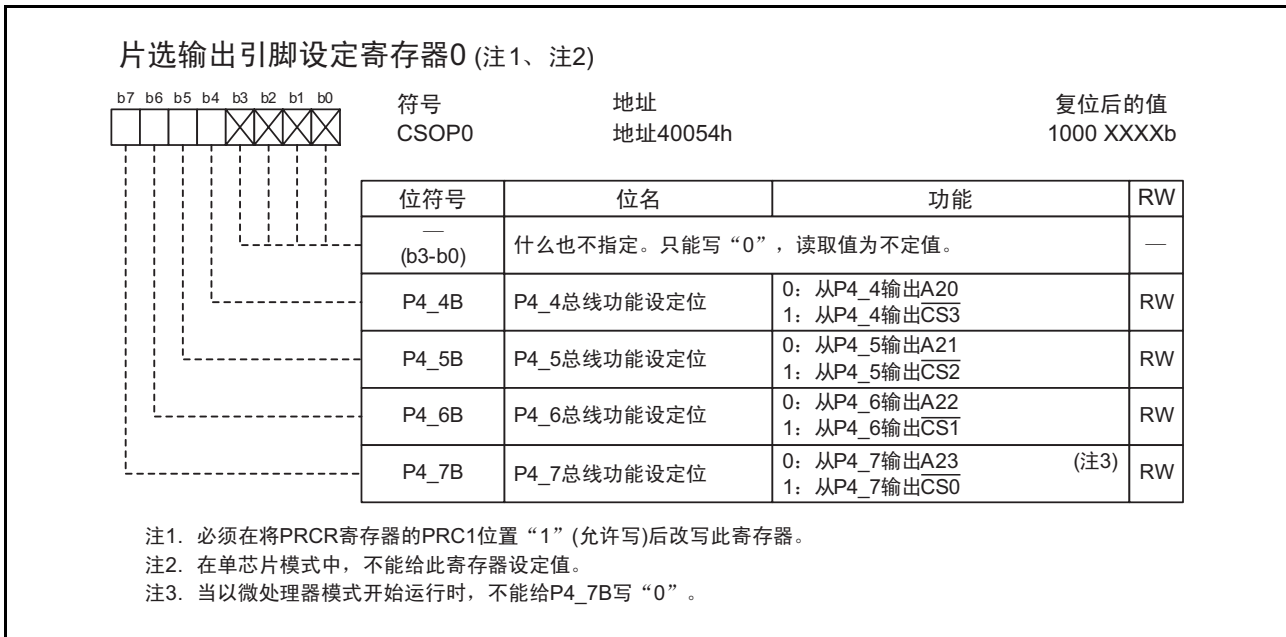 片选输出引脚设定寄存器0 (注1、注2)
b7 b6 b5 b4 b3 b2 b1 b0
符号 地址 复位后的值
CSOP0 地址40054h 1000 XXXXb
位符号 位名 功能 RW
—
(b3-b0) 什么也不指定。只能写“0”，读取值为不定值。 —
P4_4B P4_4总线功能设定位 0：从P4_4输出A20 RW
1：从P4_4输出C̅S̅3̅
P4_5B P4_5总线功能设定位 0：从P4_5输出A21 RW
1：从P4_5输出C̅S̅2̅
P4_6B P4_6总线功能设定位 0：从P4_6输出A22 RW
1：从P4_6输出C̅S̅1̅
P4_7B P4_7总线功能设定位 0：从P4_7输出A23 (注3) RW
1：从P4_7输出C̅S̅0̅
注1. 必须在将PRCR寄存器的PRC1位置“1”(允许写)后改写此寄存器。
注2. 在单芯片模式中，不能给此寄存器设定值。
注3. 当以微处理器模式开始运行时，不能给P4_7B写“0”。